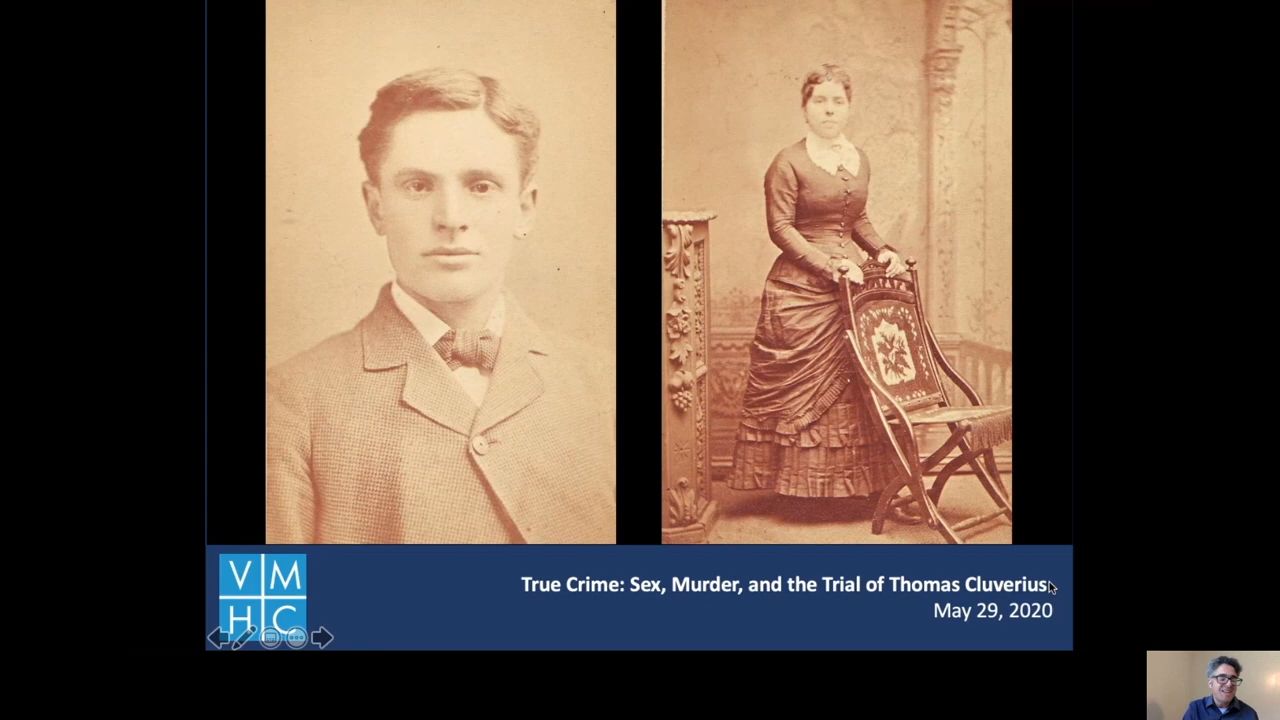 VM
HC
True Crime: Sex, Murder, and the Trial of Thomas Cluverius
May 29, 2020